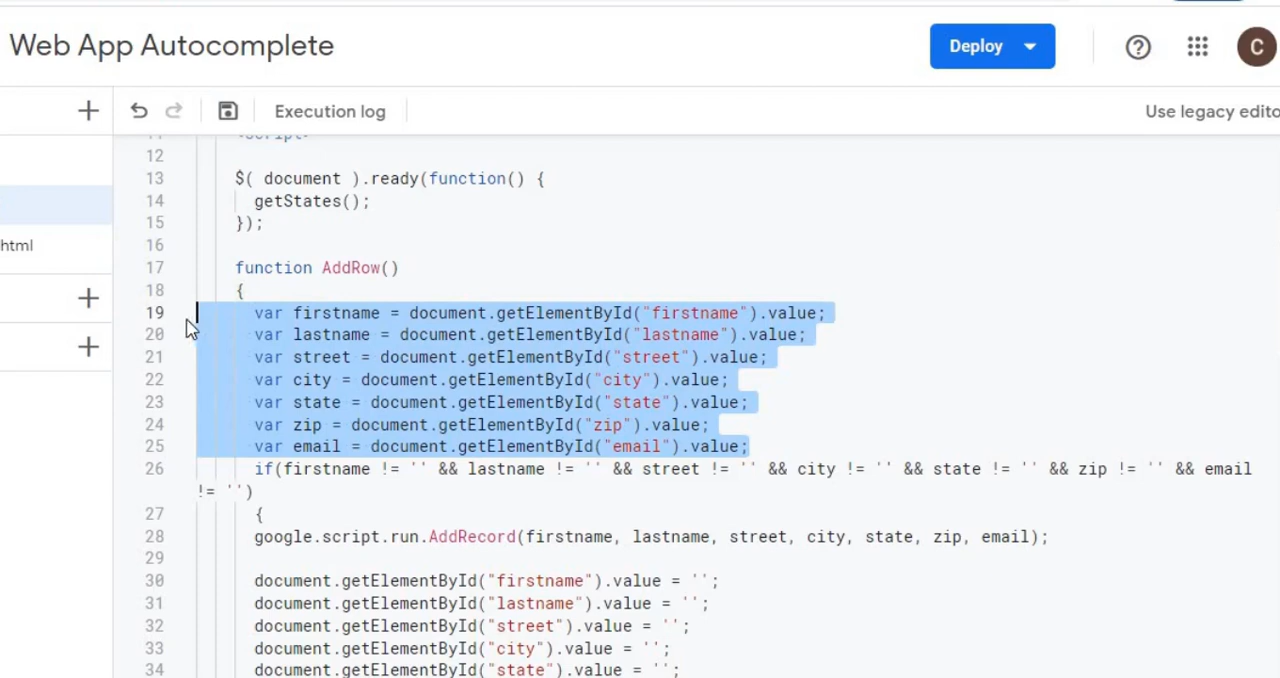 Web App Autocomplete
Deploy
C
Execution log
Use legacy edito
html
11 <script>
12
13 $( document ).ready(function() {
14 getStates();
15 });
16
17 function AddRow()
18 {
19 var firstname = document.getElementById("firstname").value;
20 var lastname = document.getElementById("lastname").value;
21 var street = document.getElementById("street").value;
22 var city = document.getElementById("city").value;
23 var state = document.getElementById("state").value;
24 var zip = document.getElementById("zip").value;
25 var email = document.getElementById("email").value;
26 if(firstname != '' && lastname != '' && street != '' && city != '' && state != '' && zip != '' && email
!= '')
27 {
28 google.script.run.AddRecord(firstname, lastname, street, city, state, zip, email);
29
30 document.getElementById("firstname").value = '';
31 document.getElementById("lastname").value = '';
32 document.getElementById("street").value = '';
33 document.getElementById("city").value = '';
34 document.getElementById("state").value = '';